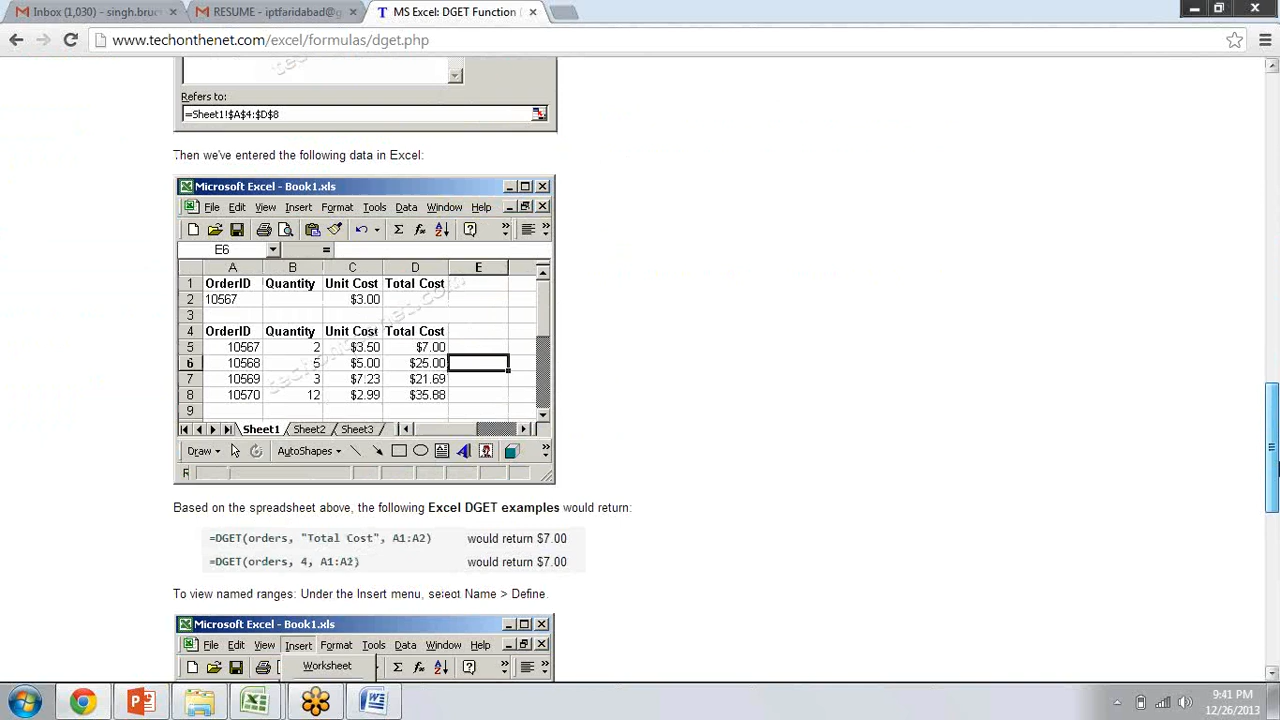 Inbox (1,030) - singh.bruc
RESUME - iptfaridabad@g
T MS Excel: DGET Function (
www.techonthenet.com/excel/formulas/dget.php
Refers to:
=Sheet1!$A$4:$D$8
Then we've entered the following data in Excel:
Microsoft Excel - Book1.xls
File Edit View Insert Format Tools Data Window Help
E6 =
A B C D E
1 OrderID Quantity Unit Cost Total Cost
2 10567 $3.00
3
4 OrderID Quantity Unit Cost Total Cost
5 10567 2 $3.50 $7.00
6 10568 5 $5.00 $25.00
7 10569 3 $7.23 $21.69
8 10570 12 $2.99 $35.88
9
Sheet1 Sheet2 Sheet3
Draw AutoShapes
Based on the spreadsheet above, the following Excel DGET examples would return:
=DGET(orders, "Total Cost", A1:A2) would return $7.00
=DGET(orders, 4, A1:A2) would return $7.00
To view named ranges: Under the Insert menu, select Name > Define.
Microsoft Excel - Book1.xls
File Edit View Insert Format Tools Data Window Help
Worksheet
9:41 PM
12/26/2013